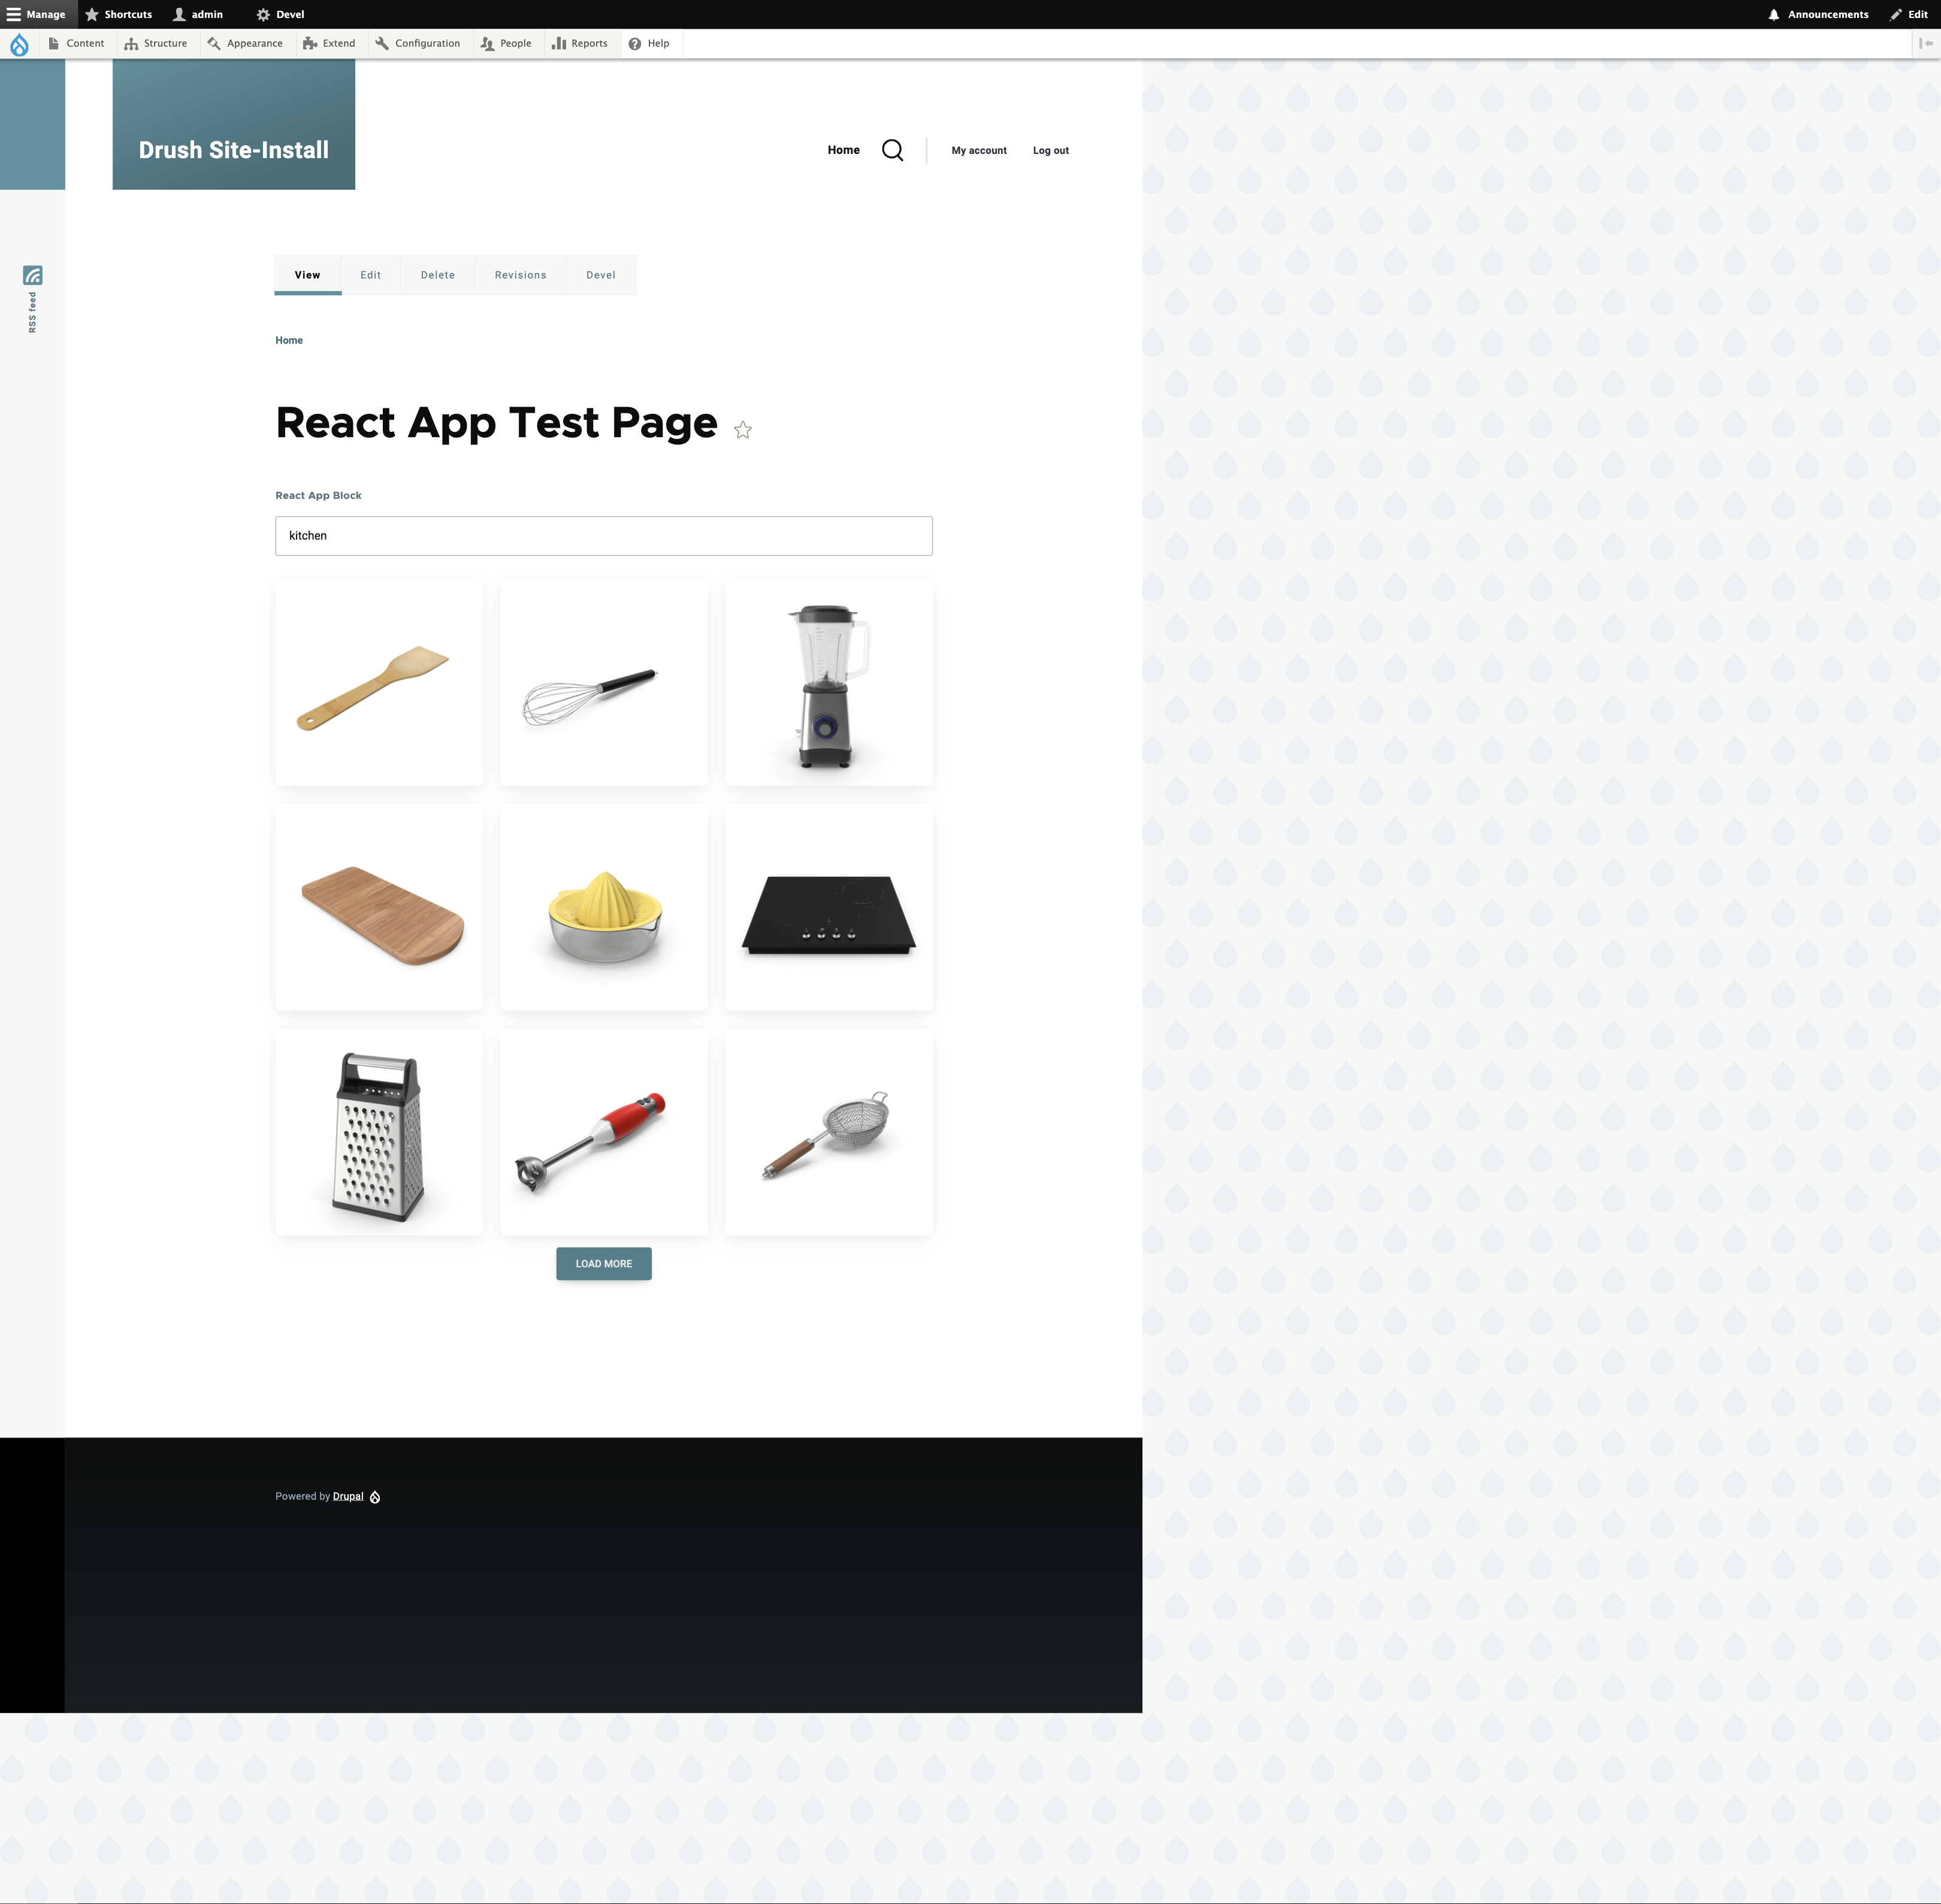 Manage Shortcuts admin Devel Announcements Edit
Content Structure Appearance Extend Configuration People Reports Help
Drush Site-Install
Home My account Log out
View Edit Delete Revisions Devel
RSS feed
Home
React App Test Page
React App Block
kitchen
LOAD MORE
Powered by Drupal